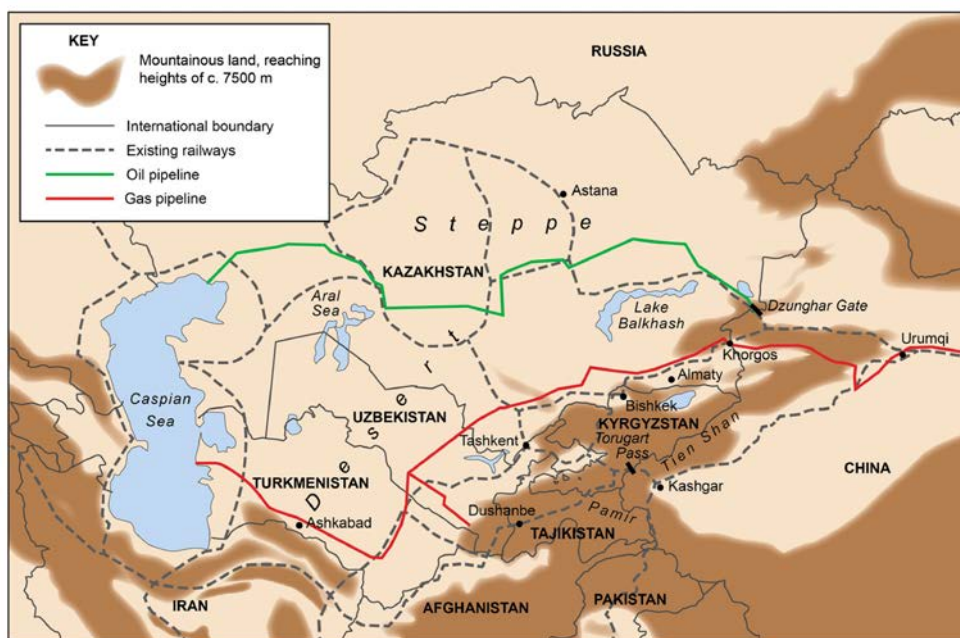 KEY
Mountainous land, reaching
heights of c. 7500 m
International boundary
Existing railways
Oil pipeline
Gas pipeline
RUSSIA
Astana
Steppe
KAZAKHSTAN
Aral
Sea
Lake
Balkhash
Dzunghar Gate
Urumqi
Khorgos
Almaty
Caspian
Sea
UZBEKISTAN
Bishkek
KYRGYZSTAN
Tashkent
Torugart
Pass
Tien Shan
CHINA
TURKMENISTAN
Desert
Kashgar
Ashkabad
Dushanbe
Pamir
TAJIKISTAN
IRAN
AFGHANISTAN
PAKISTAN